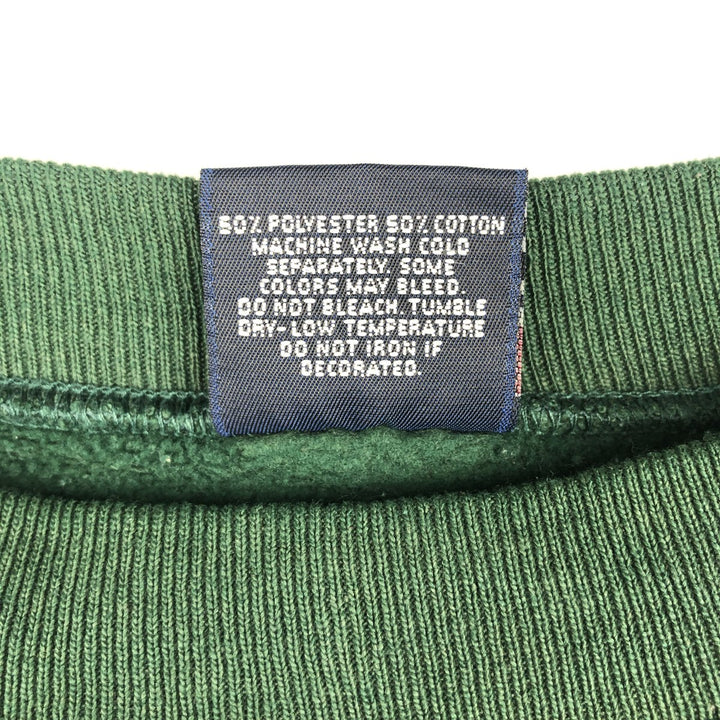 50% POLYESTER 50% COTTON
MACHINE WASH COLD
SEPARATELY. SOME
COLORS MAY BLEED.
DO NOT BLEACH. TUMBLE
DRY-LOW TEMPERATURE
DO NOT IRON IF
DECORATED.